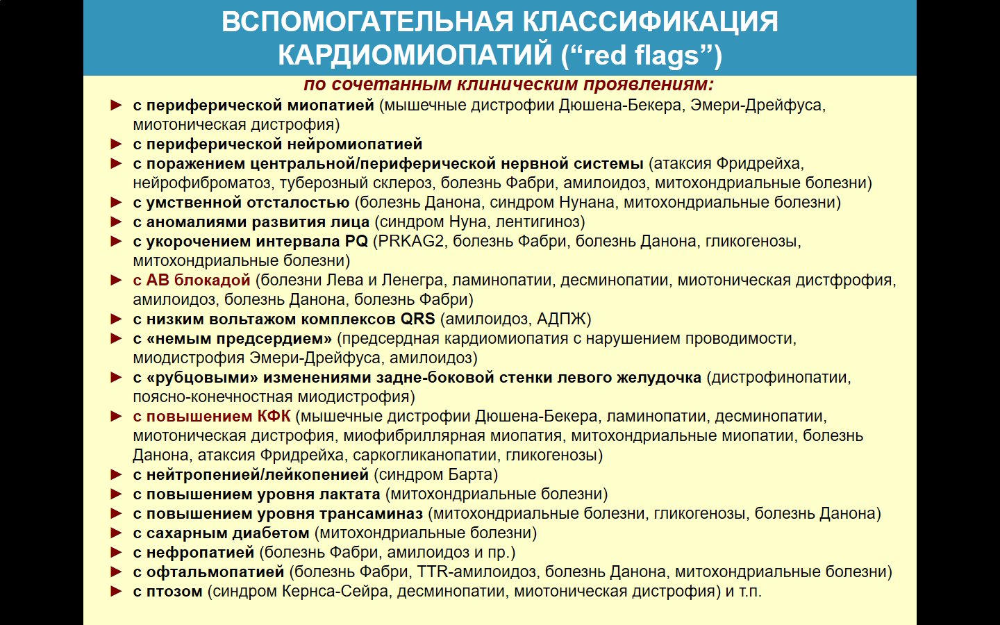 ВСПОМОГАТЕЛЬНАЯ КЛАССИФИКАЦИЯ
КАРДИОМИОПАТИЙ (“red flags”)
по сочетанным клиническим проявлениям:
► с периферической миопатией (мышечные дистрофии Дюшена-Бекера, Эмери-Дрейфуса,
миотоническая дистрофия)
► с периферической нейромиопатией
► с поражением центральной/периферической нервной системы (атаксия Фридрейха,
нейрофиброматоз, туберозный склероз, болезнь Фабри, амилоидоз, митохондриальные болезни)
► с умственной отсталостью (болезнь Данона, синдром Нунана, митохондриальные болезни)
► с аномалиями развития лица (синдром Нуна, лентигиноз)
► с укорочением интервала PQ (PRKAG2, болезнь Фабри, болезнь Данона, гликогенозы,
митохондриальные болезни)
► с АВ блокадой (болезни Лева и Ленегра, ламинопатии, десминопатии, миотоническая дистфрофия,
амилоидоз, болезнь Данона, болезнь Фабри)
► с низким вольтажом комплексов QRS (амилоидоз, АДПЖ)
► с «немым предсердием» (предсердная кардиомиопатия с нарушением проводимости,
миодистрофия Эмери-Дрейфуса, амилоидоз)
► с «рубцовыми» изменениями задне-боковой стенки левого желудочка (дистрофинопатии,
поясно-конечностная миодистрофия)
► с повышением КФК (мышечные дистрофии Дюшена-Бекера, ламинопатии, десминопатии,
миотоническая дистрофия, миофибриллярная миопатия, митохондриальные миопатии, болезнь
Данона, атаксия Фридрейха, саркогликанопатии, гликогенозы)
► с нейтропенией/лейкопенией (синдром Барта)
► с повышением уровня лактата (митохондриальные болезни)
► с повышением уровня трансаминаз (митохондриальные болезни, гликогенозы, болезнь Данона)
► с сахарным диабетом (митохондриальные болезни)
► с нефропатией (болезнь Фабри, амилоидоз и пр.)
► с офтальмопатией (болезнь Фабри, TTR-амилоидоз, болезнь Данона, митохондриальные болезни)
► с птозом (синдром Кернса-Сейра, десминопатии, миотоническая дистрофия) и т.п.